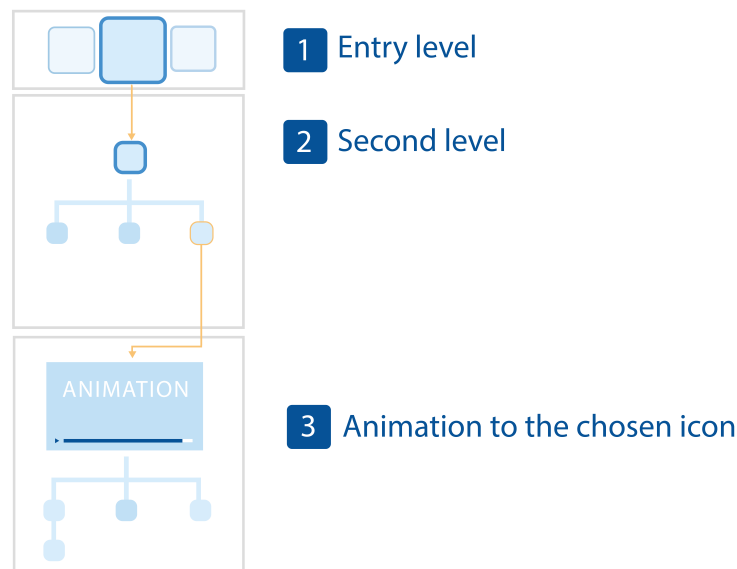 1 Entry level
2 Second level
ANIMATION
3 Animation to the chosen icon